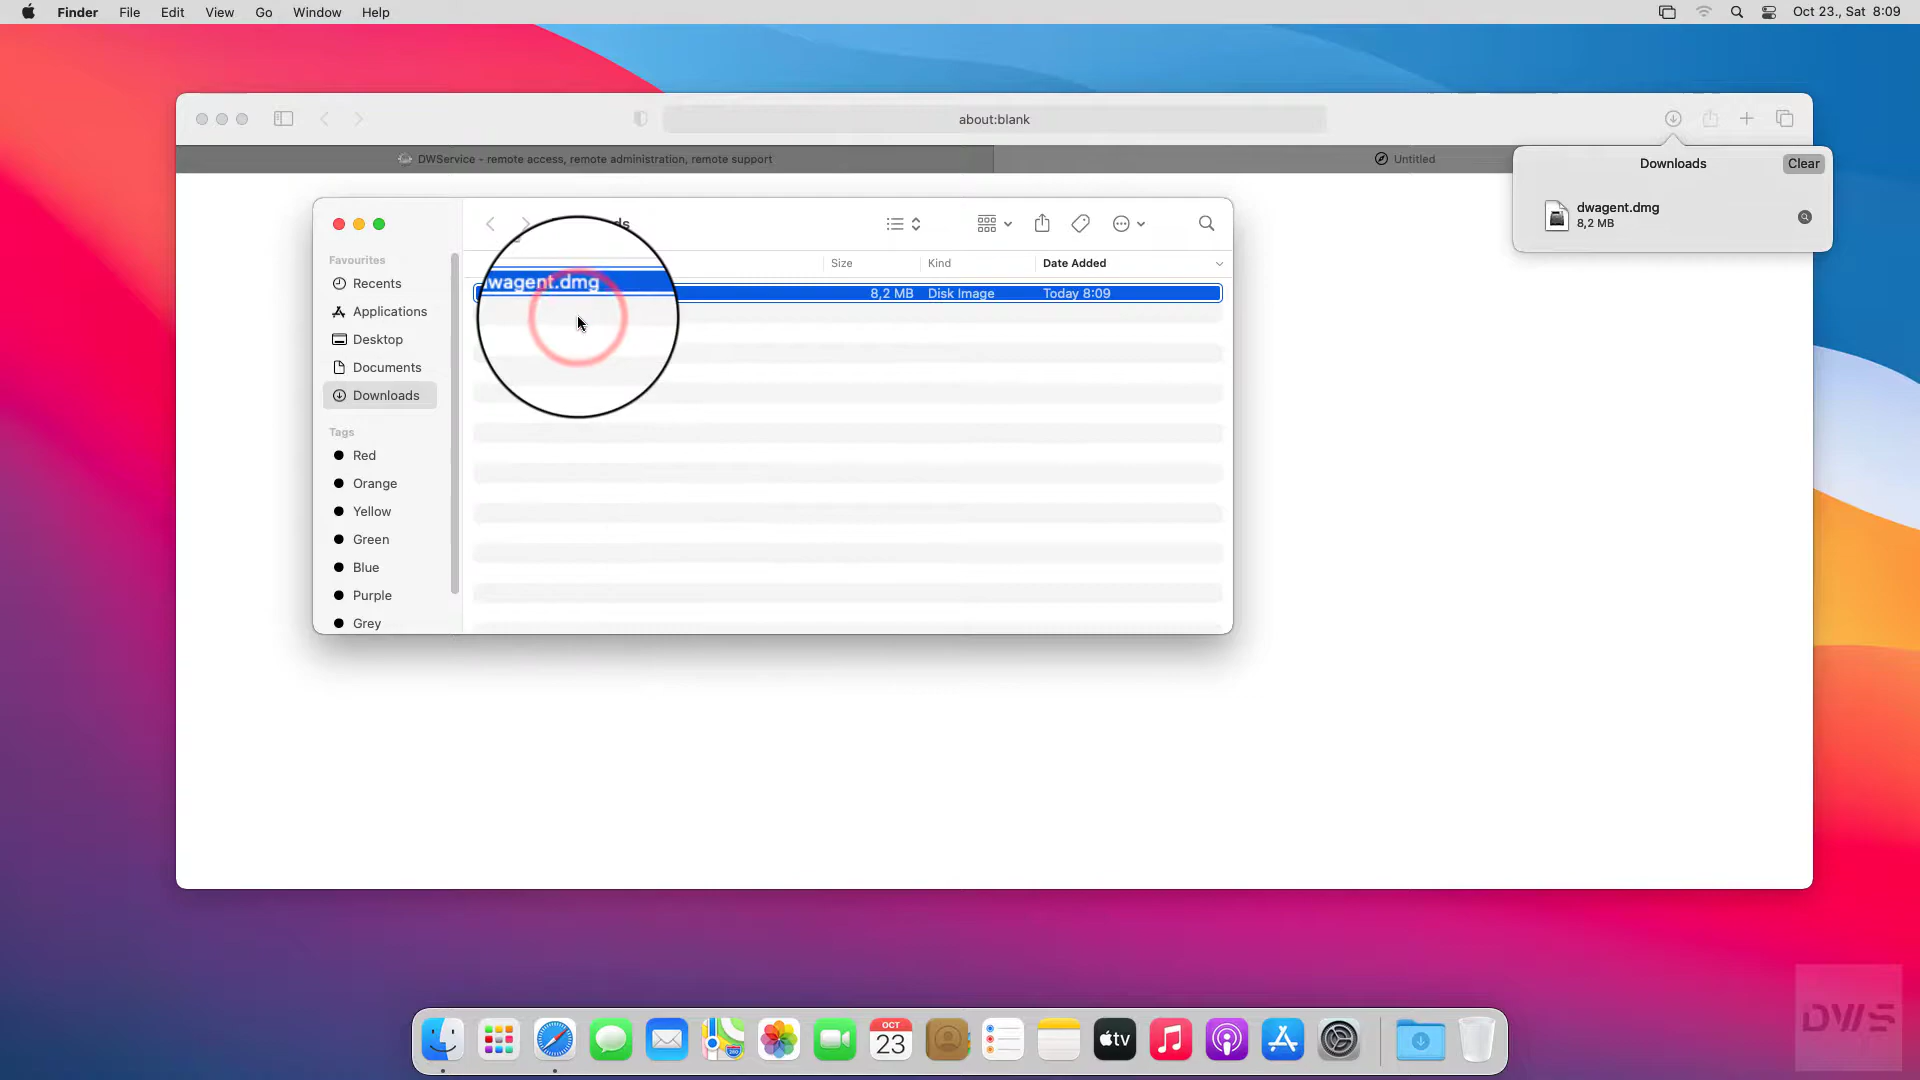 Finder File Edit View Go Window Help Oct 23., Sat 8:09
about:blank
DWService - remote access, remote administration, remote support Untitled
Downloads Clear
dwagent.dmg
8,2 MB
Favourites
Recents
Applications
Desktop
Documents
Downloads
Tags
Red
Orange
Yellow
Green
Blue
Purple
Grey
ds
Size Kind Date Added
wagent.dmg 8,2 MB Disk Image Today 8:09
OCT
23
tv
DWS